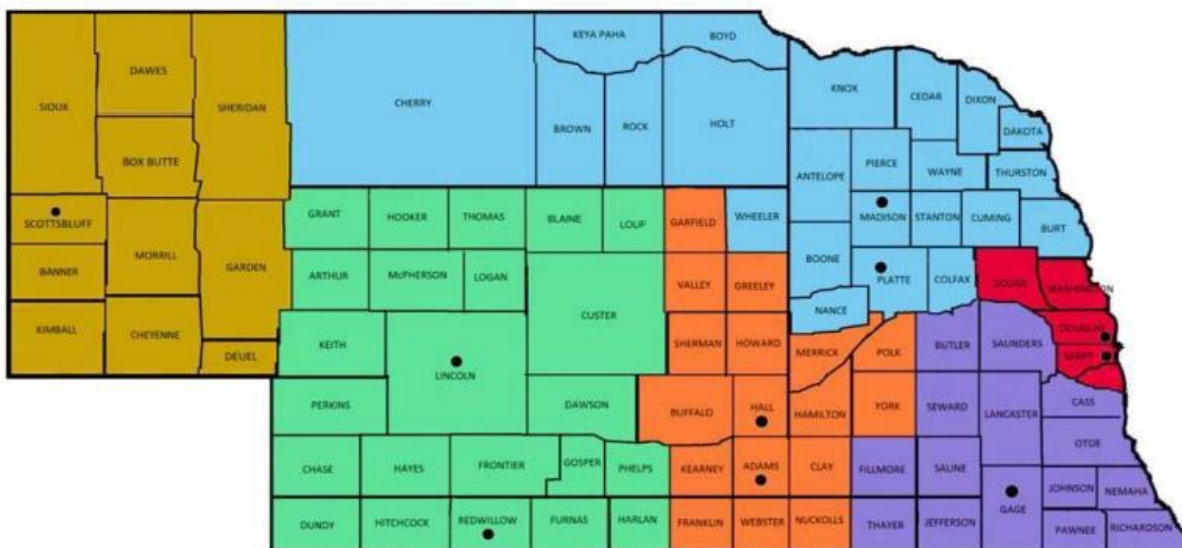 KEYA PAHA
BOYD
DAWES
SIOUX
SHERIDAN
CHERRY
KNOX
CEDAR
DIXON
BROWN
ROCK
HOLT
DAKOTA
BOX BUTTE
PIERCE
WAYNE
THURSTON
ANTELOPE
GRANT
HOOKER
THOMAS
BLAINE
LOUP
GARFIELD
WHEELER
MADISON
STANTON
CUMING
BURT
SCOTTSBLUFF
MORRILL
GARDEN
BANNER
ARTHUR
McPHERSON
LOGAN
VALLEY
GREELEY
BOONE
PLATTE
COLFAX
DODGE
WASHINGTON
NANCE
CUSTER
KIMBALL
CHEYENNE
DEUEL
KEITH
LINCOLN
SHERMAN
HOWARD
MERRICK
POLK
BUTLER
SAUNDERS
DOUGLAS
SARPY
PERKINS
DAWSON
BUFFALO
HALL
HAMILTON
YORK
SEWARD
LANCASTER
CASS
OTOE
CHASE
HAYES
FRONTIER
GOSPER
PHELPS
KEARNEY
ADAMS
CLAY
FILLMORE
SALINE
GAGE
JOHNSON
NEMAHA
DUNDY
HITCHCOCK
REDWILLOW
FURNAS
HARLAN
FRANKLIN
WEBSTER
NUCKOLLS
THAYER
JEFFERSON
PAWNEE
RICHARDSON